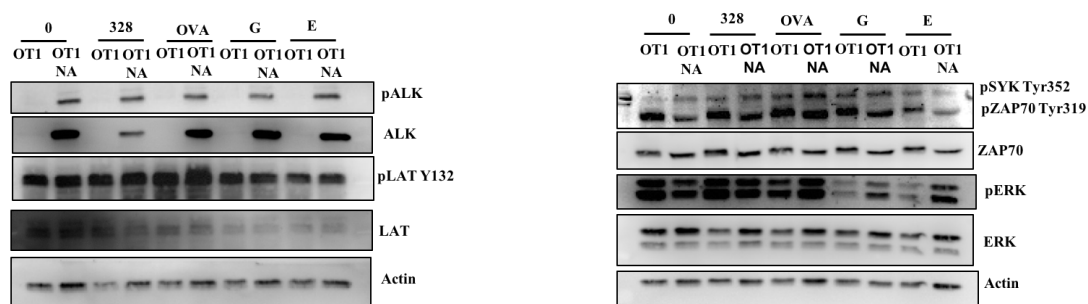 0 328 OVA G E
OT1 OT1 OT1 OT1 OT1 OT1 OT1 OT1 OT1 OT1
NA NA NA NA NA
pALK
ALK
pLAT Y132
LAT
Actin
0 328 OVA G E
OT1 OT1 OT1 OT1 OT1 OT1 OT1 OT1 OT1 OT1
NA NA NA NA NA
pSYK Tyr352
pZAP70 Tyr319
ZAP70
pERK
ERK
Actin